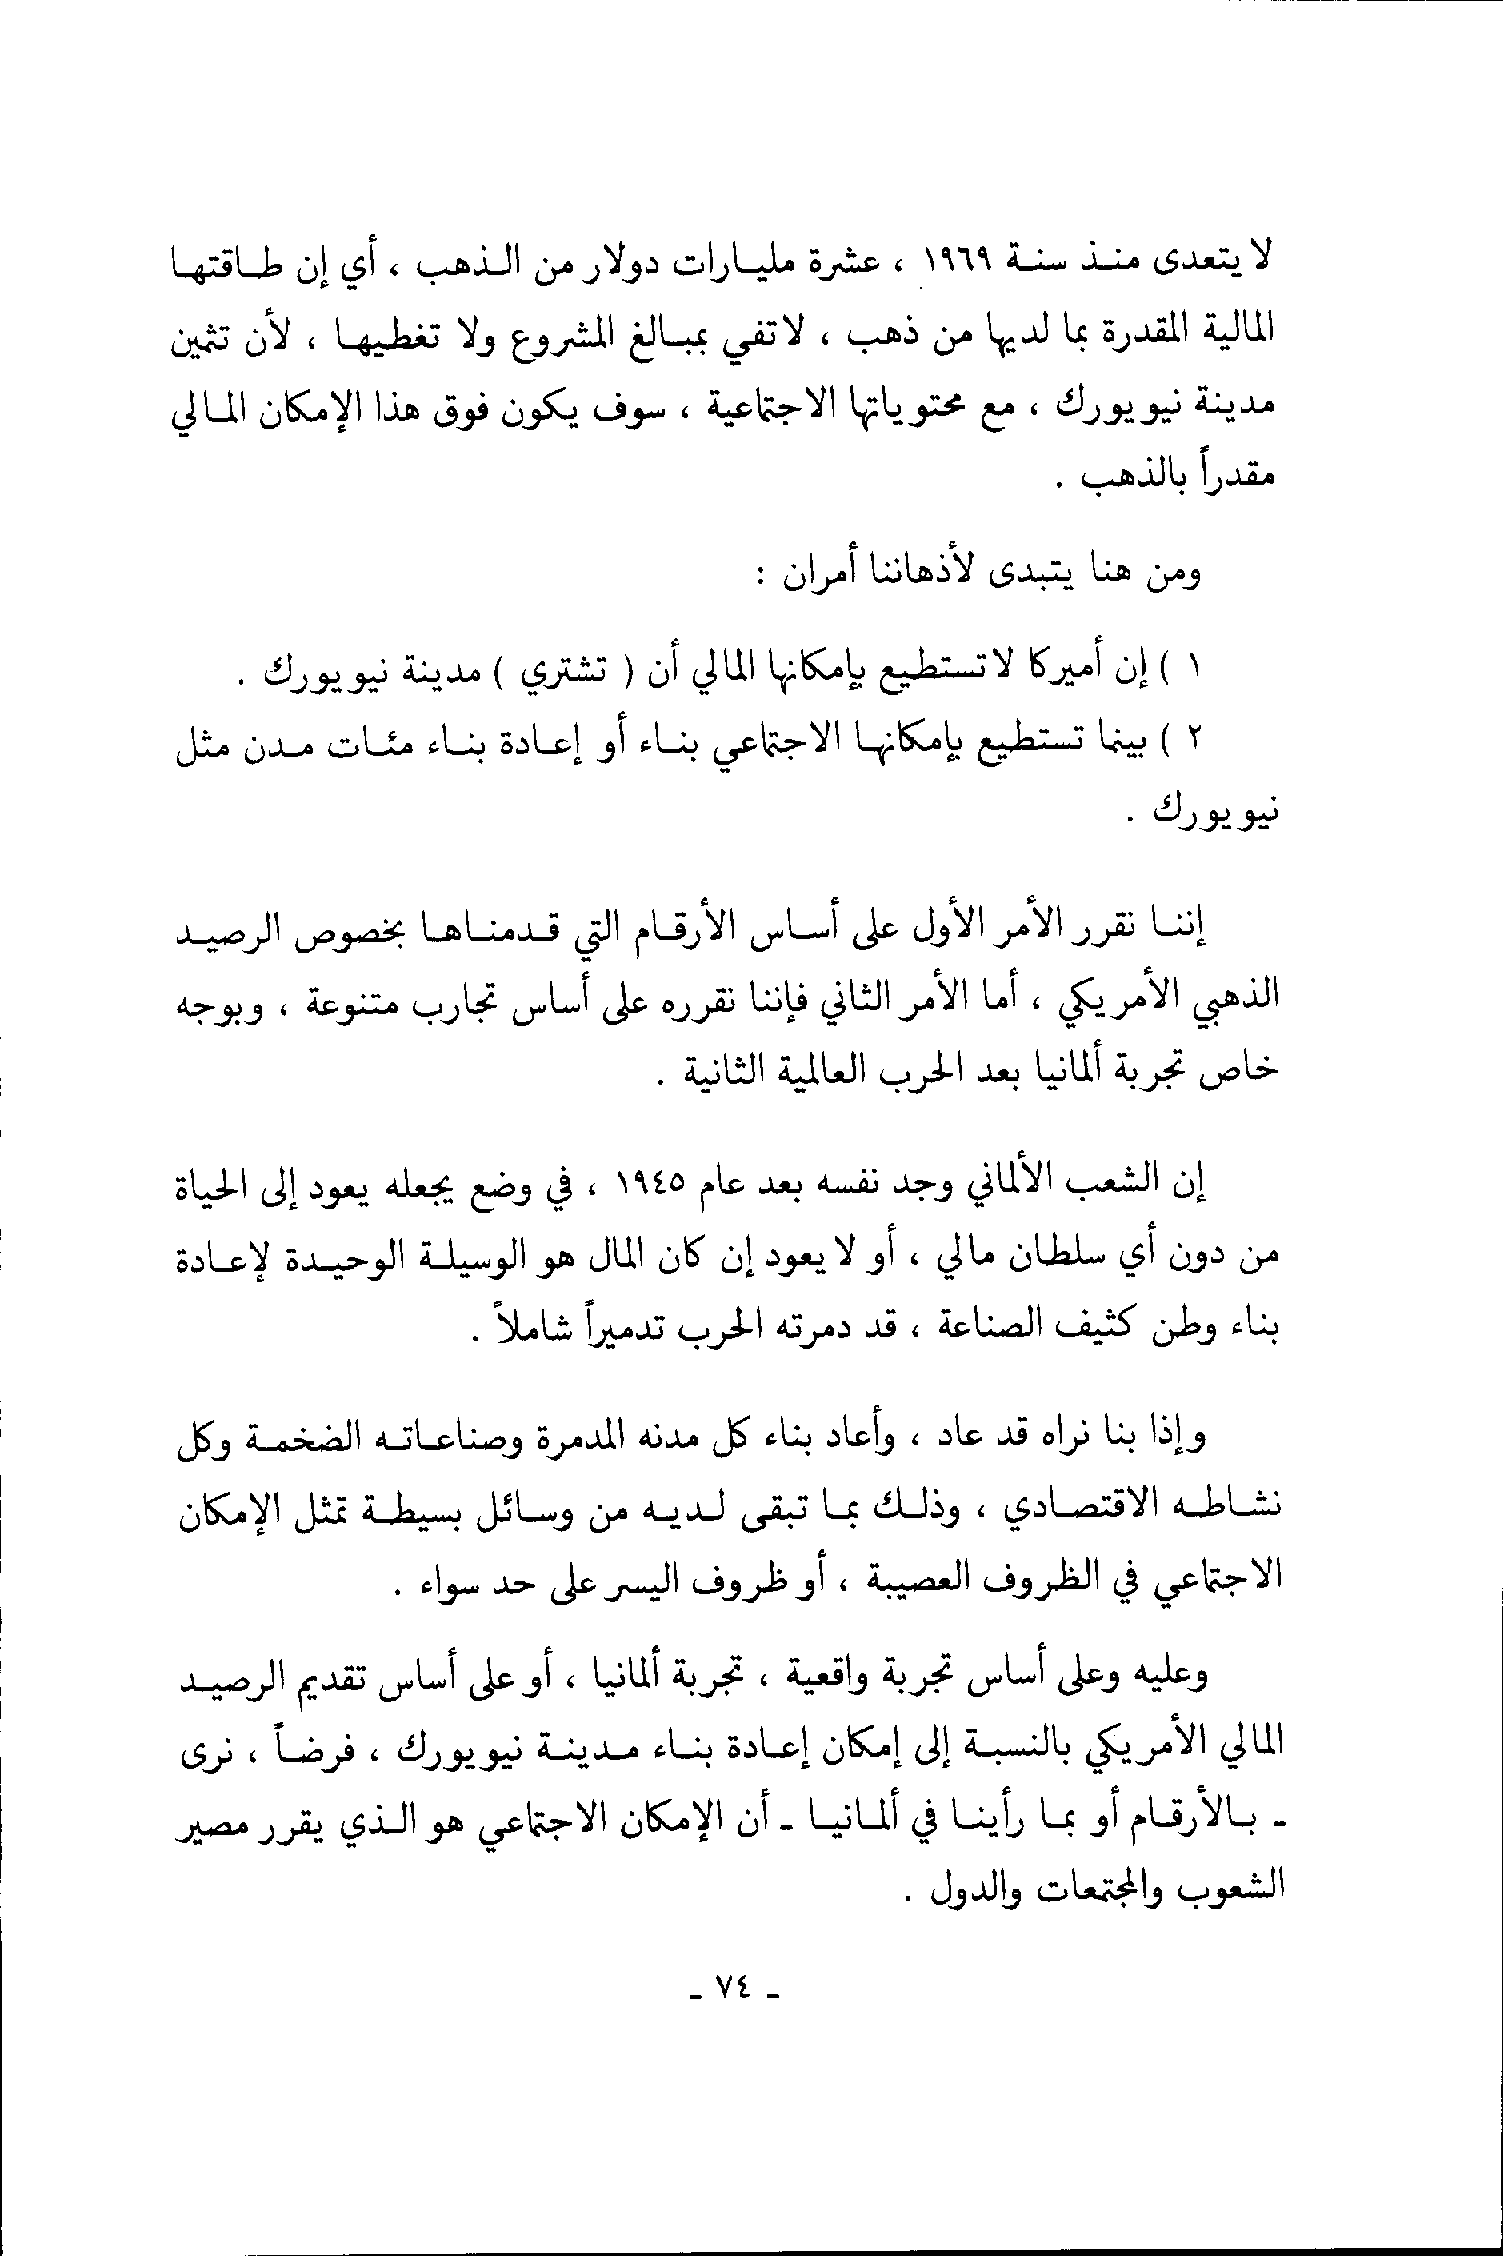 لا يتعدى منذ سنة ١٩٦٩ ، عشرة مليارات دولار من الذهب ، أي إن طاقتها
المالية المقدرة بما لديها من ذهب ، لا تفي بمبالغ المشروع ولا تغطيها ، لأن تثمين
مدينة نيويورك ، مع محتوياتها الاجتماعية ، سوف يكون فوق هذا الإمكان المالي
مقدراً بالذهب .
ومن هنا يتبدى لأذهاننا أمران :
١ ) إن أميركا لا تستطيع بإمكانها المالي أن ( تشتري ) مدينة نيويورك .
٢ ) بينما تستطيع بإمكانها الاجتماعي بناء أو إعادة بناء مئات مدن مثل
نيويورك .
إننا نقرر الأمر الأول على أساس الأرقام التي قدمناها بخصوص الرصيد
الذهبي الأمريكي ، أما الأمر الثاني فإننا نقرره على أساس تجارب متنوعة ، وبوجه
خاص تجربة ألمانيا بعد الحرب العالمية الثانية .
إن الشعب الألماني وجد نفسه بعد عام ١٩٤٥ ، في وضع يجعله يعود إلى الحياة
من دون أي سلطان مالي ، أو لا يعود إن كان المال هو الوسيلة الوحيدة لإعادة
بناء وطن كثيف الصناعة ، قد دمرته الحرب تدميراً شاملاً .
وإذا بنا نراه قد عاد ، وأعاد بناء كل مدنه المدمرة وصناعاته الضخمة وكل
نشاطه الاقتصادي ، وذلك بما تبقى لديه من وسائل بسيطة تمثل الإمكان
الاجتماعي في الظروف العصيبة ، أو ظروف اليسر على حد سواء .
وعليه وعلى أساس تجربة واقعية ، تجربة ألمانيا ، أو على أساس تقديم الرصيد
المالي الأمريكي بالنسبة إلى إمكان إعادة بناء مدينة نيويورك ، فرضاً ، نرى
- بالأرقام أو بما رأينا في ألمانيا - أن الإمكان الاجتماعي هو الذي يقرر مصير
الشعوب والمجتمعات والدول .
- ٧٤ -